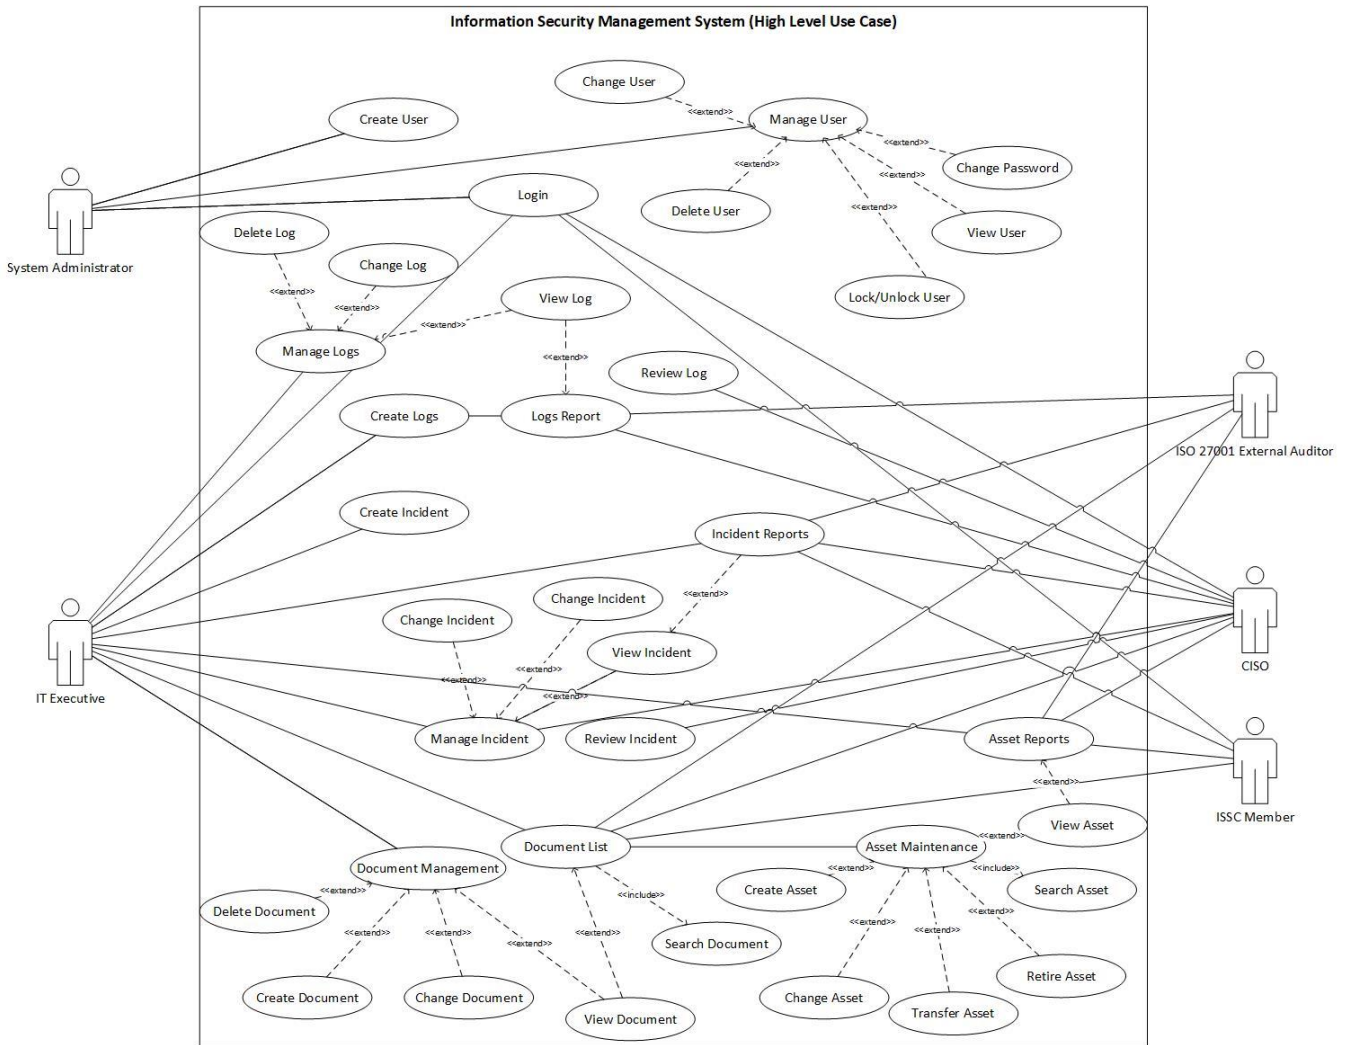 Information Security Management System (High Level Use Case)
Change User
<<extend>>
Create User
Manage User
<<extend>>
Change Password
<<extend>>
<<extend>>
Login
<<extend>>
Delete User
View User
Delete Log
System Administrator
Change Log
<<extend>>
View Log
Lock/Unlock User
<<extend>>
<<extend>>
Manage Logs
<<extend>>
Review Log
Create Logs
Logs Report
ISO 27001 External Auditor
Create Incident
Incident Reports
Change Incident
<<extend>>
Change Incident
View Incident
<<extend>>
CISO
<<extend>>
<<extend>>
IT Executive
Manage Incident
Review Incident
Asset Reports
<<extend>>
ISSC Member
View Asset
<<extend>>
Document List
Asset Maintenance
Document Management
<<extend>>
<<include>>
<<extend>>
Create Asset
Search Asset
<<include>>
Delete Document
<<extend>>
<<extend>>
<<extend>>
<<extend>>
<<extend>>
<<extend>>
<<extend>>
Search Document
Retire Asset
Create Document
Change Document
Change Asset
View Document
Transfer Asset